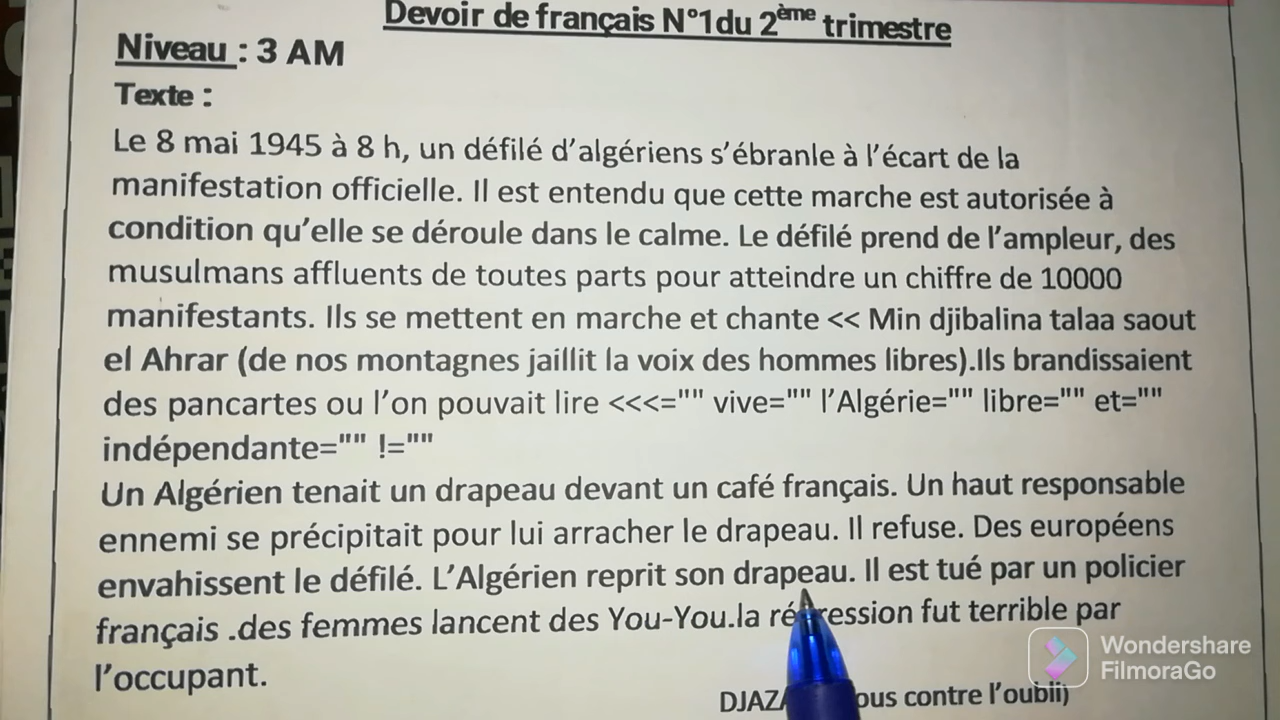 Devoir de français N°1du 2ème trimestre
Niveau : 3 AM
Texte :
Le 8 mai 1945 à 8 h, un défilé d'algériens s'ébranle à l'écart de la
manifestation officielle. Il est entendu que cette marche est autorisée à
condition qu'elle se déroule dans le calme. Le défilé prend de l'ampleur, des
musulmans affluents de toutes parts pour atteindre un chiffre de 10000
manifestants. Ils se mettent en marche et chante << Min djibalina talaa saout
el Ahrar (de nos montagnes jaillit la voix des hommes libres).Ils brandissaient
des pancartes ou l'on pouvait lire <<<="" vive="" l'Algérie="" libre="" et=""
indépendante="" !=""
Un Algérien tenait un drapeau devant un café français. Un haut responsable
ennemi se précipitait pour lui arracher le drapeau. Il refuse. Des européens
envahissent le défilé. L'Algérien reprit son drapeau. Il est tué par un policier
français .des femmes lancent des You-You.la répression fut terrible par
l'occupant.
contre l'oubli)
Wondershare
FilmoraGo